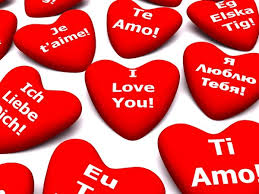 Te
Amo!
Eg
Elska
Tig!
Je
t'aime!
I
Love
You!
Я
Люблю
Тебя!
Ich
Liebe
Dich!
Ti
Amo!
Eu
T